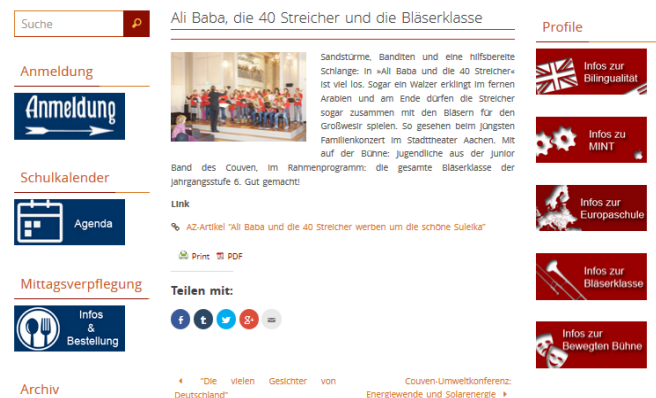 Suche
Anmeldung
Anmeldung
Schulkalender
Agenda
Mittagsverpflegung
Infos
&
Bestellung
Archiv
Ali Baba, die 40 Streicher und die Bläserklasse
Sandstürme, Banditen und eine hilfsbereite
Schlange: In »Ali Baba und die 40 Streicher«
ist viel los. Sogar ein Walzer erklingt im fernen
Arabien und am Ende dürfen die Streicher
sogar zusammen mit den Bläsern für den
Großwesir spielen. So gesehen beim jüngsten
Familienkonzert im Stadttheater Aachen. Mit
auf der Bühne: Jugendliche aus der Junior
Band des Couven, im Rahmenprogramm: die gesamte Bläserklasse der
Jahrgangsstufe 6. Gut gemacht!
Link
AZ-Artikel "Ali Baba und die 40 Streicher werben um die schöne Suleika"
Print PDF
Teilen mit:
"Die vielen Gesichter von
Deutschland"
Couven-Umweltkonferenz:
Energiewende und Solarenergie
Profile
Infos zur
Bilingualität
Infos zu
MINT
Infos zur
Europaschule
Infos zur
Bläserklasse
Infos zur
Bewegten Bühne